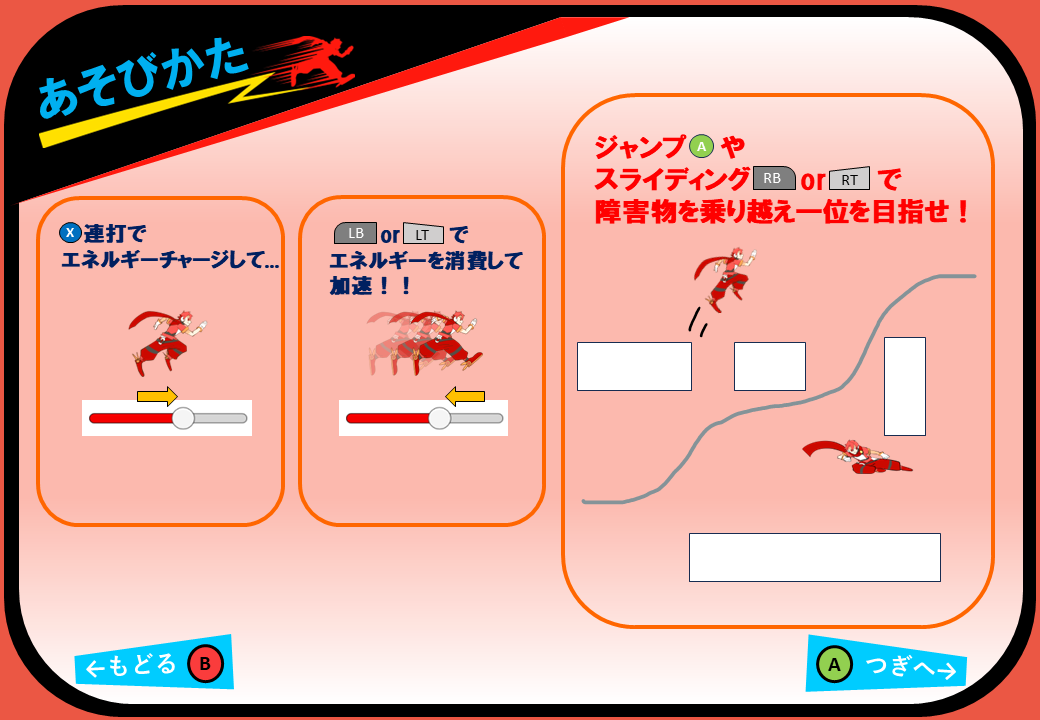 あそびかた
X連打で
エネルギーチャージして...
LB or LT で
エネルギーを消費して
加速！！
ジャンプ A や
スライディング RB or RT で
障害物を乗り越え一位を目指せ！
←もどる B
A つぎへ→